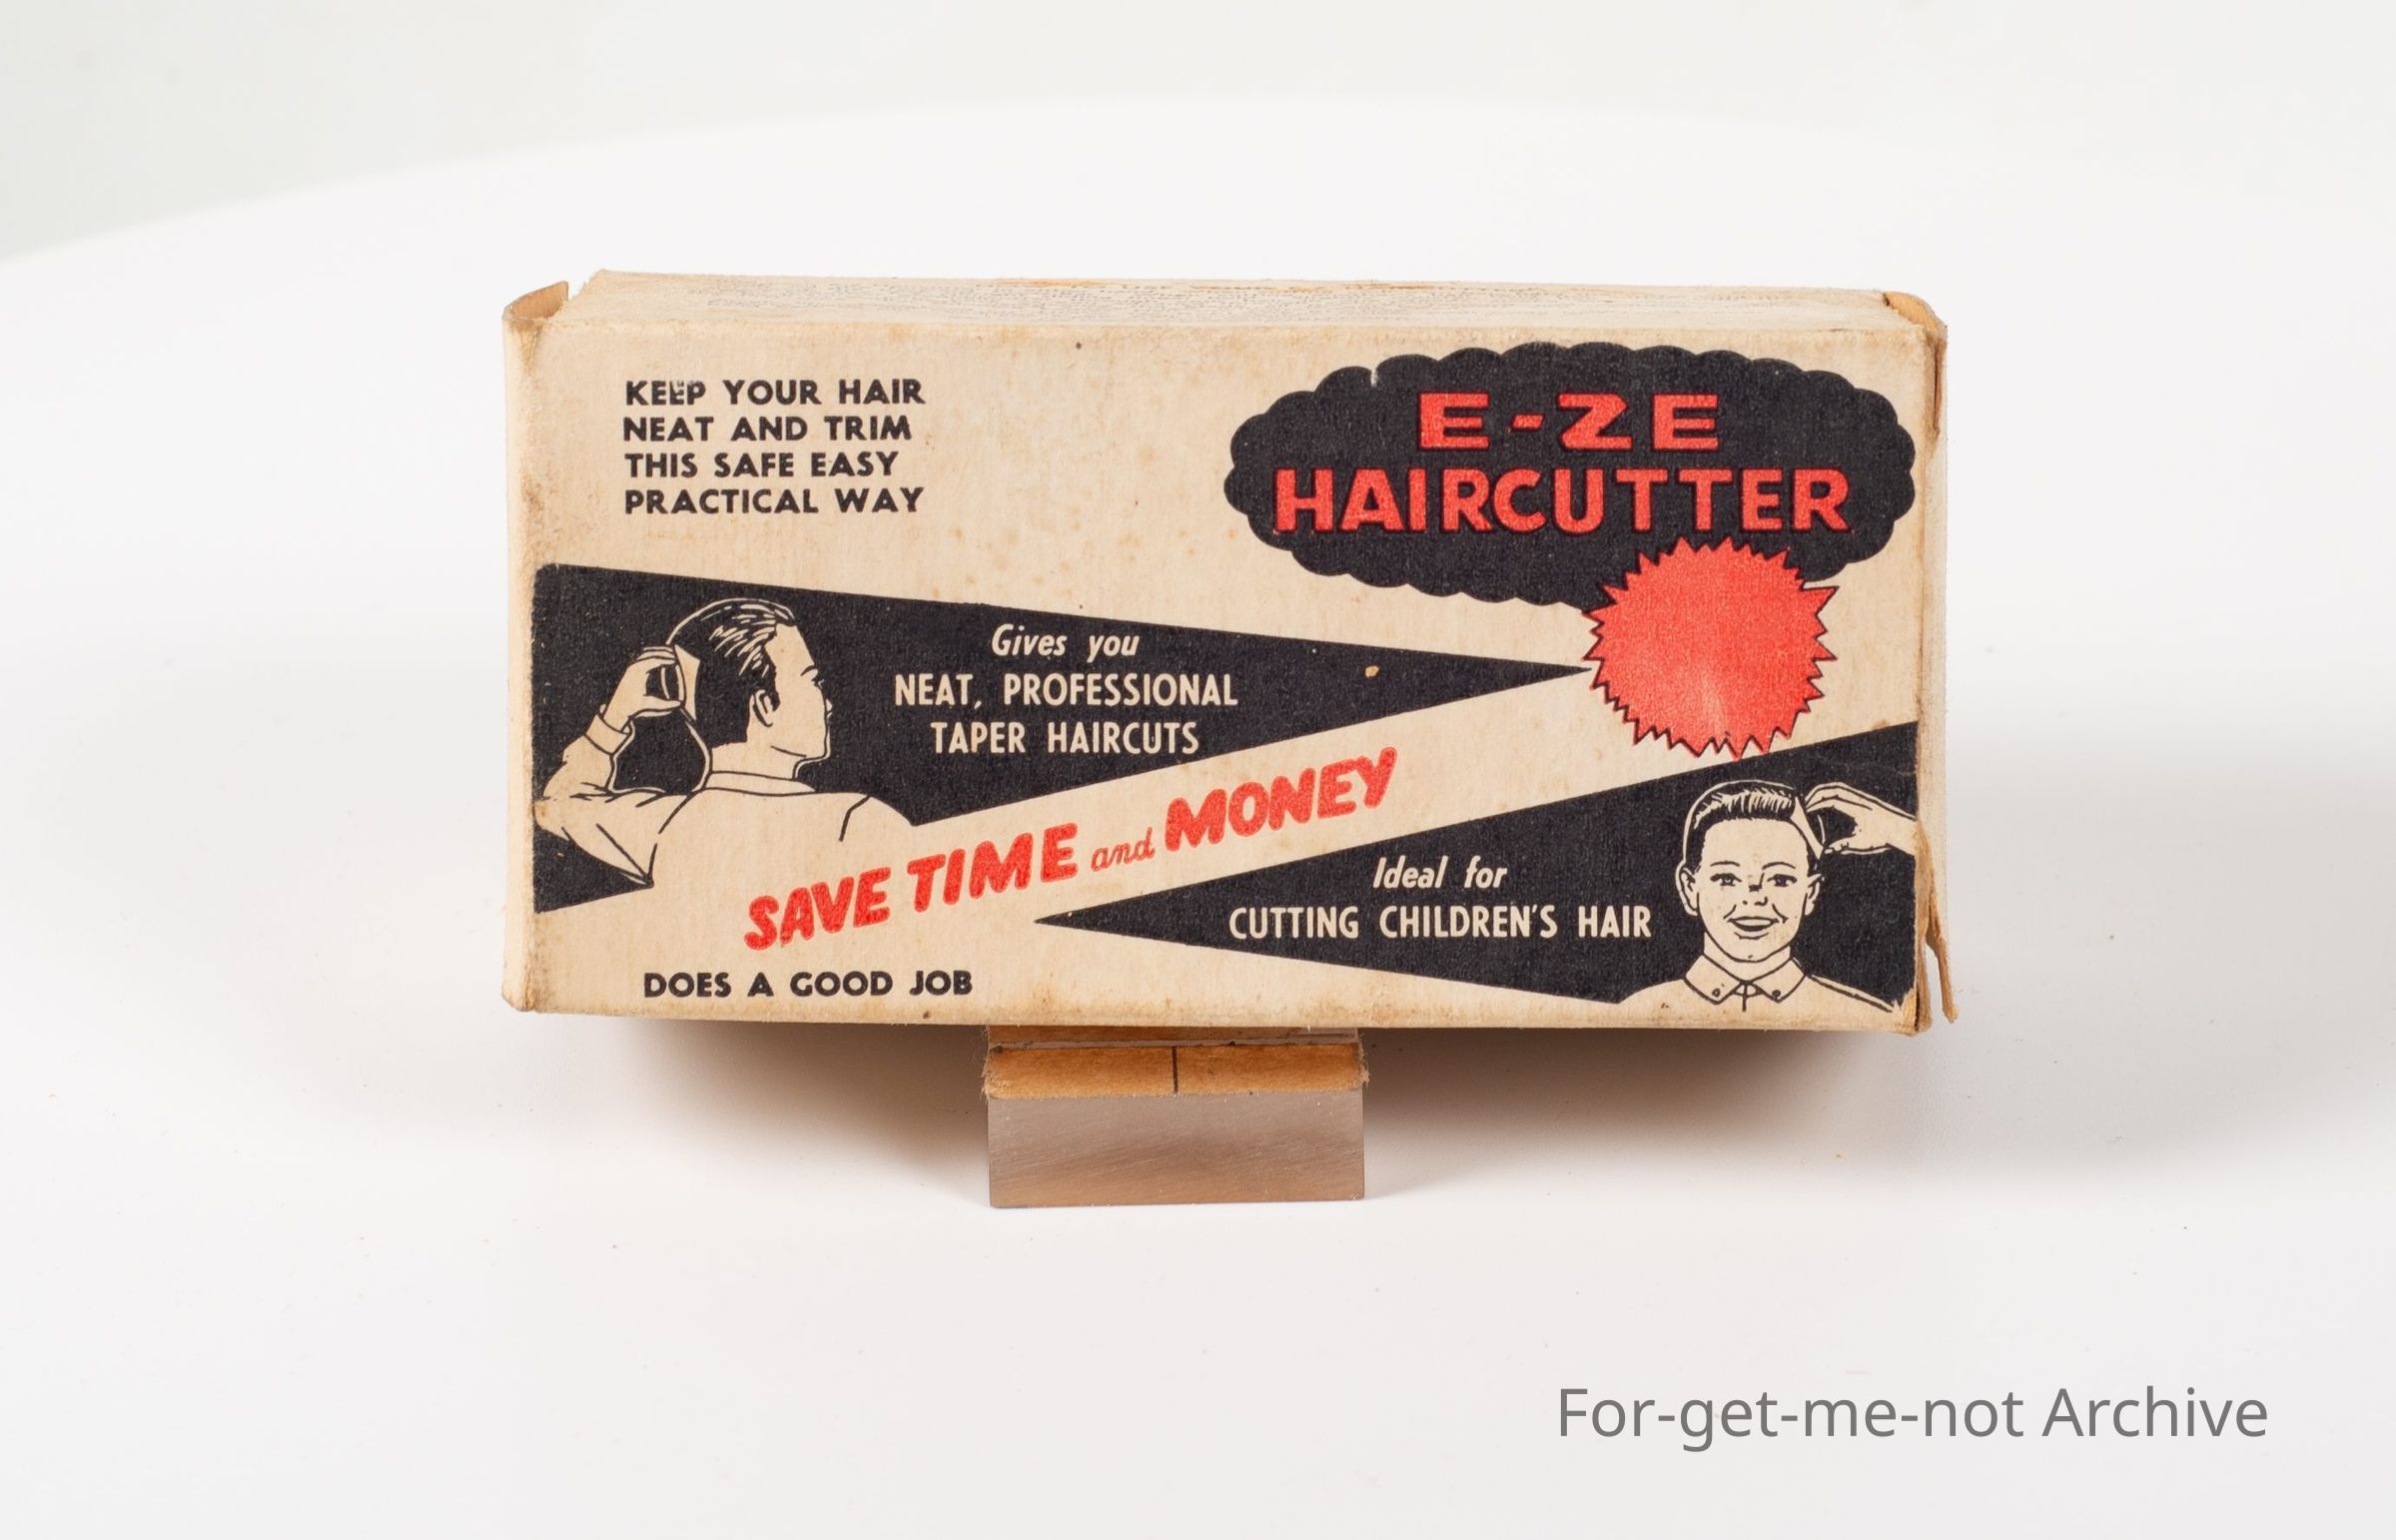 KEEP YOUR HAIR
NEAT AND TRIM
THIS SAFE EASY
PRACTICAL WAY
E-ZE
HAIRCUTTER
Gives you
NEAT, PROFESSIONAL
TAPER HAIRCUTS
SAVE TIME and MONEY
Ideal for
CUTTING CHILDREN'S HAIR
DOES A GOOD JOB
For-get-me-not Archive